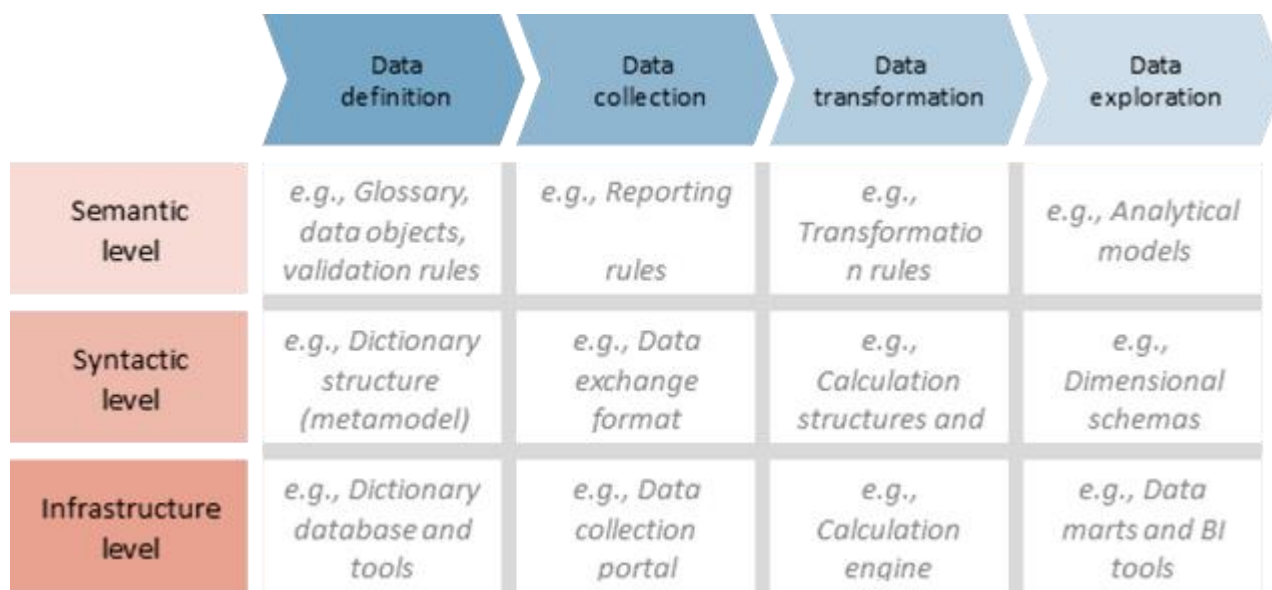 Data
definition
Data
collection
Data
transformation
Data
exploration
Semantic
level
e.g., Glossary,
data objects,
validation rules
e.g., Reporting
rules
e.g.,
Transformatio
n rules
e.g., Analytical
models
Syntactic
level
e.g., Dictionary
structure
(metamodel)
e.g., Data
exchange
format
e.g.,
Calculation
structures and
e.g.,
Dimensional
schemas
Infrastructure
level
e.g., Dictionary
database and
tools
e.g., Data
collection
portal
e.g.,
Calculation
engine
e.g., Data
marts and BI
tools